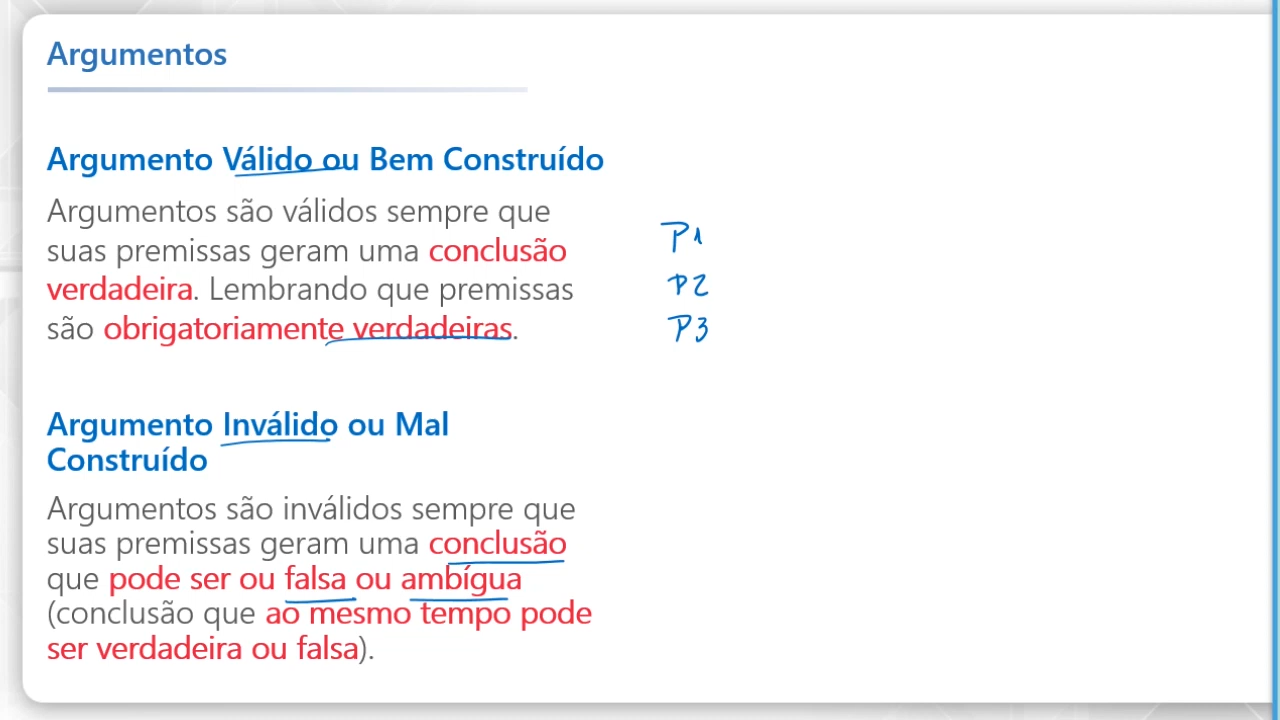 Argumentos
Argumento Válido ou Bem Construído
Argumentos são válidos sempre que
suas premissas geram uma conclusão
verdadeira. Lembrando que premissas
são obrigatoriamente verdadeiras.
P1
P2
P3
Argumento Inválido ou Mal
Construído
Argumentos são inválidos sempre que
suas premissas geram uma conclusão
que pode ser ou falsa ou ambígua
(conclusão que ao mesmo tempo pode
ser verdadeira ou falsa).